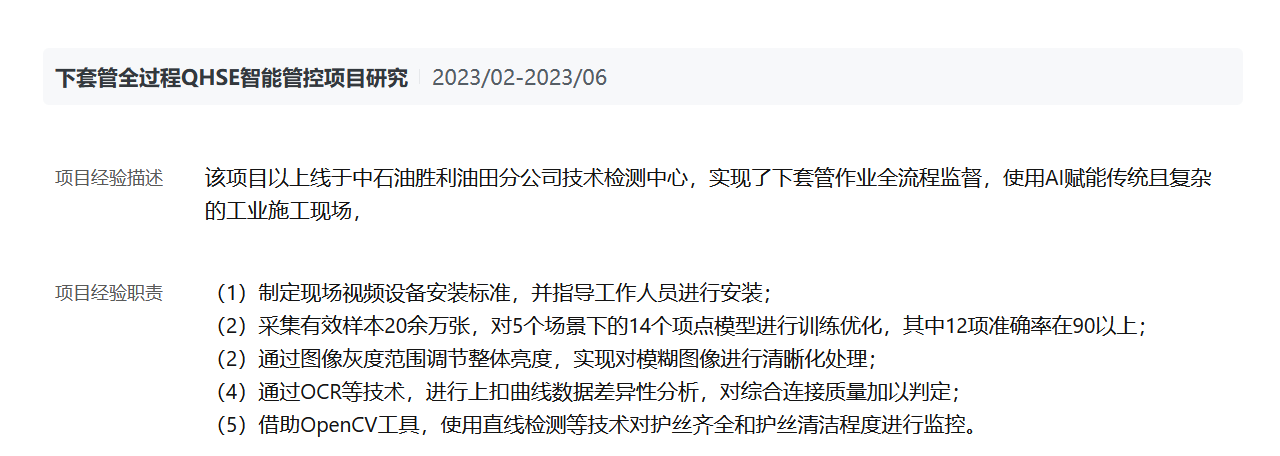 下套管全过程QHSE智能管控项目研究 2023/02-2023/06
项目经验描述 该项目以上线于中石油胜利油田分公司技术检测中心，实现了下套管作业全流程监督，使用AI赋能传统且复杂
的工业施工现场，
项目经验职责 （1）制定现场视频设备安装标准，并指导工作人员进行安装；
（2）采集有效样本20余万张，对5个场景下的14个项点模型进行训练优化，其中12项准确率在90以上；
（2）通过图像灰度范围调节整体亮度，实现对模糊图像进行清晰化处理；
（4）通过OCR等技术，进行上扣曲线数据差异性分析，对综合连接质量加以判定；
（5）借助OpenCV工具，使用直线检测等技术对护丝齐全和护丝清洁程度进行监控。